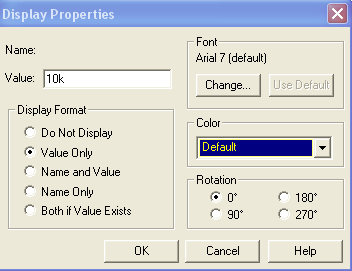 Display Properties
Name:
Value: 10k
Font
Arial 7 (default)
Change... Use Default
Display Format
Do Not Display
Value Only
Name and Value
Name Only
Both if Value Exists
Color
Default
Rotation
0° 180°
90° 270°
OK Cancel Help